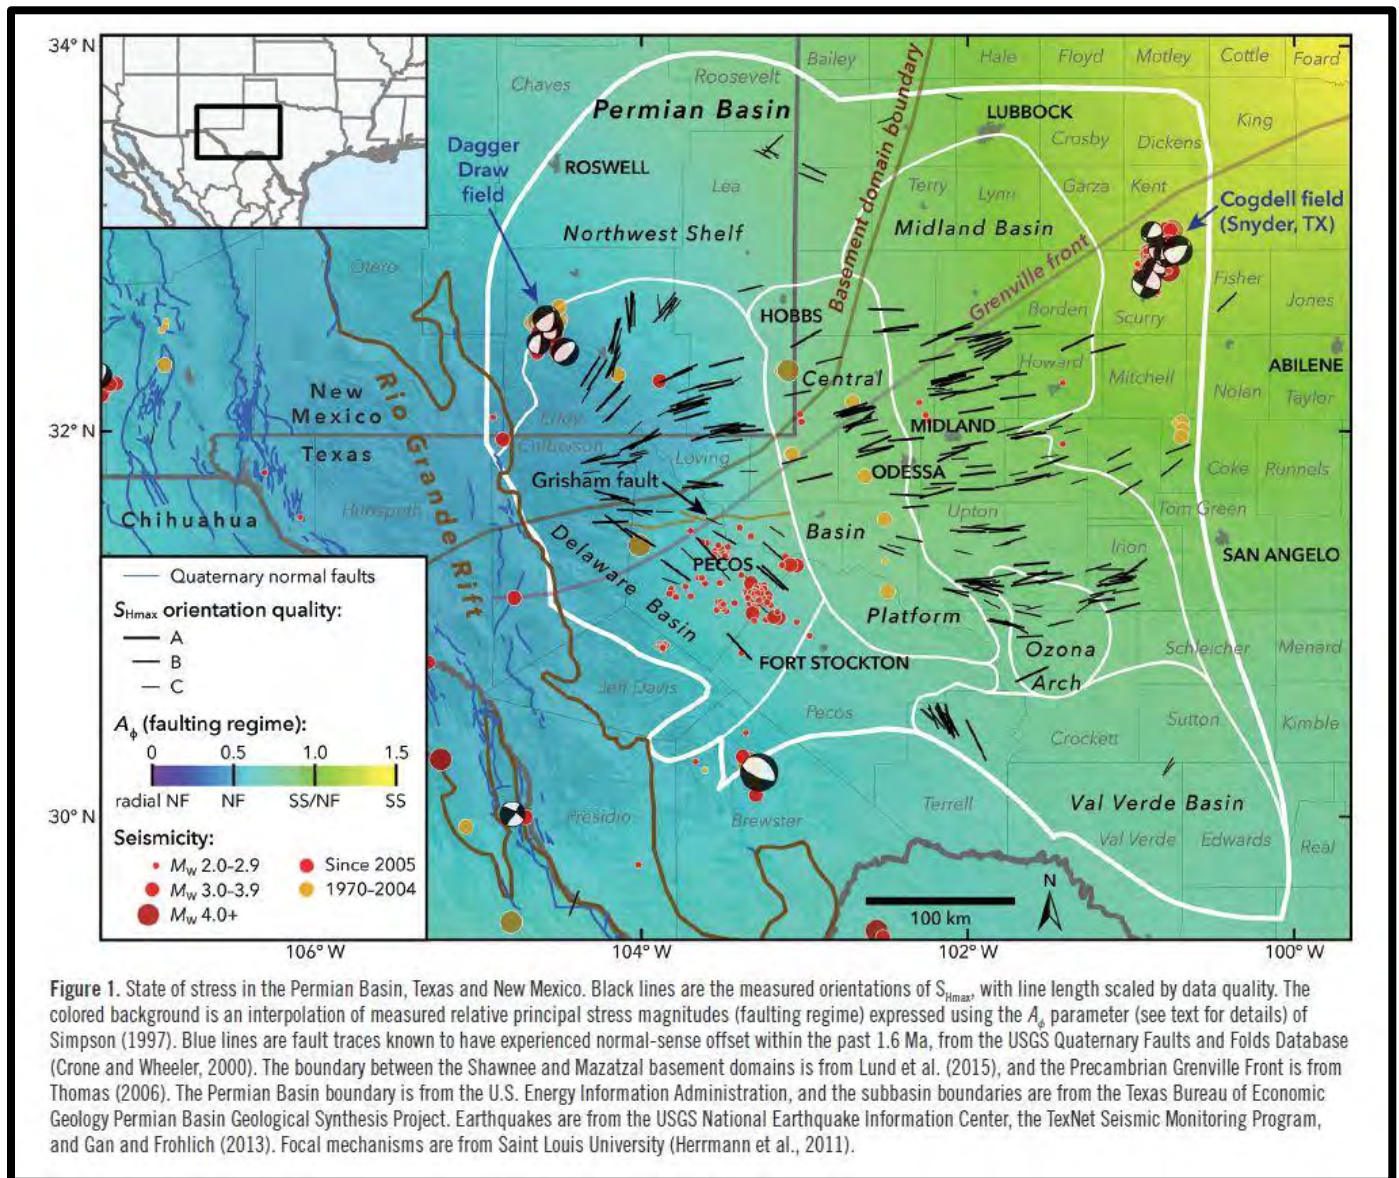 34° N
32° N
30° N
106° W
104° W
102° W
100° W
Bailey
Hale
Floyd
Motley
Cottle
Foard
Chaves
Roosevelt
Permian Basin
LUBBOCK
King
Crosby
Dickens
Basement domain boundary
Dagger
Draw
field
ROSWELL
Lea
Terry
Lynn
Garza
Kent
Cogdell field
(Snyder, TX)
Northwest Shelf
Midland Basin
Otero
Grenville front
Fisher
Jones
HOBBS
Borden
Scurry
ABILENE
Howard
Mitchell
Nolan
Taylor
Central
New
Mexico
Texas
Rio Grande Rift
Eddy
Culberson
Loving
MIDLAND
ODESSA
Coke
Runnels
Grisham fault
Chihuahua
Hudspeth
Upton
Tom Green
Basin
Irion
SAN ANGELO
Delaware Basin
PECOS
Platform
Ozona
Arch
Schleicher
Menard
FORT STOCKTON
Jeff Davis
Pecos
Sutton
Kimble
Crockett
Presidio
Brewster
Terrell
Val Verde Basin
Val Verde
Edwards
Real
N
100 km
Quaternary normal faults
SHmax orientation quality:
A
B
C
Aϕ (faulting regime):
0 0.5 1.0 1.5
radial NF NF SS/NF SS
Seismicity:
Mw 2.0-2.9
Mw 3.0-3.9
Mw 4.0+
Since 2005
1970-2004
Figure 1. State of stress in the Permian Basin, Texas and New Mexico. Black lines are the measured orientations of SHmax, with line length scaled by data quality. The
colored background is an interpolation of measured relative principal stress magnitudes (faulting regime) expressed using the Aϕ parameter (see text for details) of
Simpson (1997). Blue lines are fault traces known to have experienced normal-sense offset within the past 1.6 Ma, from the USGS Quaternary Faults and Folds Database
(Crone and Wheeler, 2000). The boundary between the Shawnee and Mazatzal basement domains is from Lund et al. (2015), and the Precambrian Grenville Front is from
Thomas (2006). The Permian Basin boundary is from the U.S. Energy Information Administration, and the subbasin boundaries are from the Texas Bureau of Economic
Geology Permian Basin Geological Synthesis Project. Earthquakes are from the USGS National Earthquake Information Center, the TexNet Seismic Monitoring Program,
and Gan and Frohlich (2013). Focal mechanisms are from Saint Louis University (Herrmann et al., 2011).